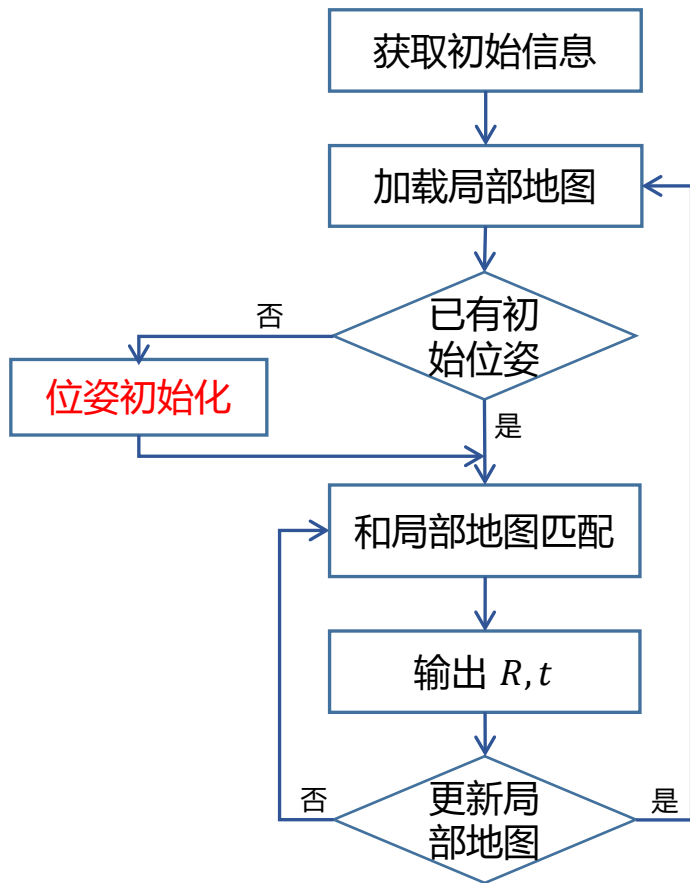 获取初始信息
加载局部地图
已有初
始位姿
否
位姿初始化
是
和局部地图匹配
输出 R,t
更新局
部地图
否
是